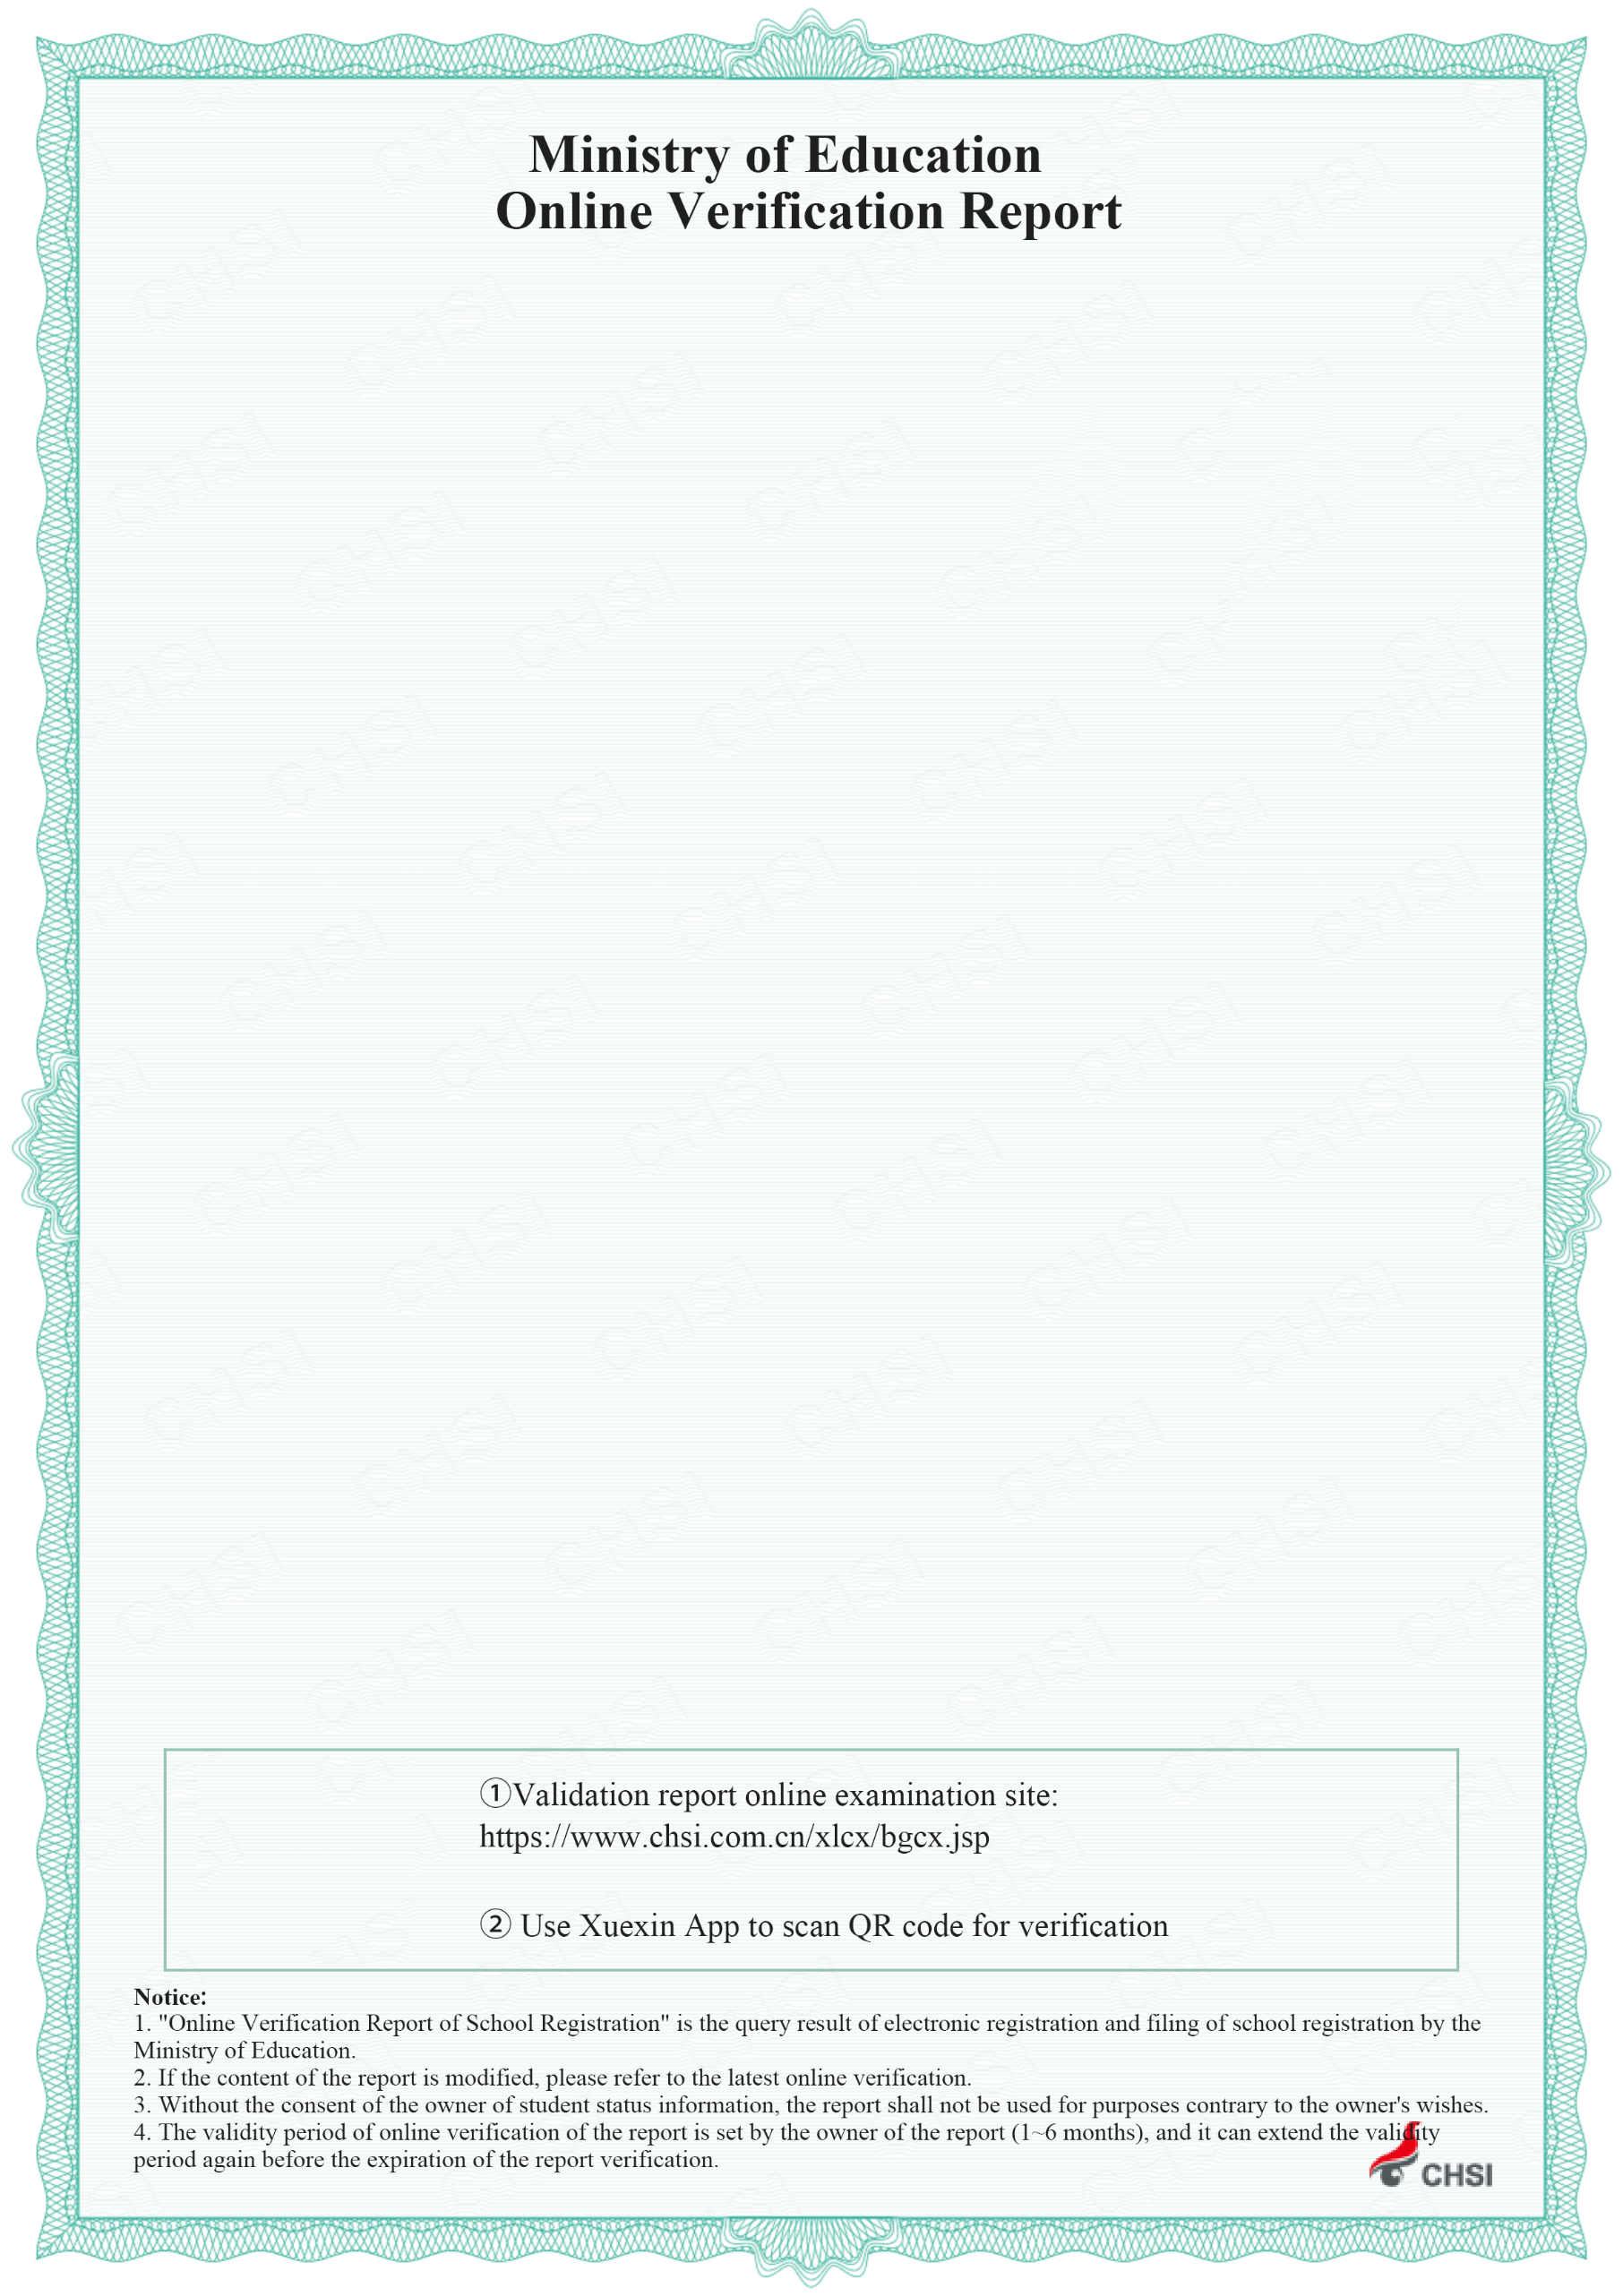 Ministry of Education
Online Verification Report
①Validation report online examination site:
https://www.chsi.com.cn/xlcx/bgcx.jsp
② Use Xuexin App to scan QR code for verification
Notice:
1. "Online Verification Report of School Registration" is the query result of electronic registration and filing of school registration by the
Ministry of Education.
2. If the content of the report is modified, please refer to the latest online verification.
3. Without the consent of the owner of student status information, the report shall not be used for purposes contrary to the owner's wishes.
4. The validity period of online verification of the report is set by the owner of the report (1~6 months), and it can extend the validity
period again before the expiration of the report verification.
CHSI